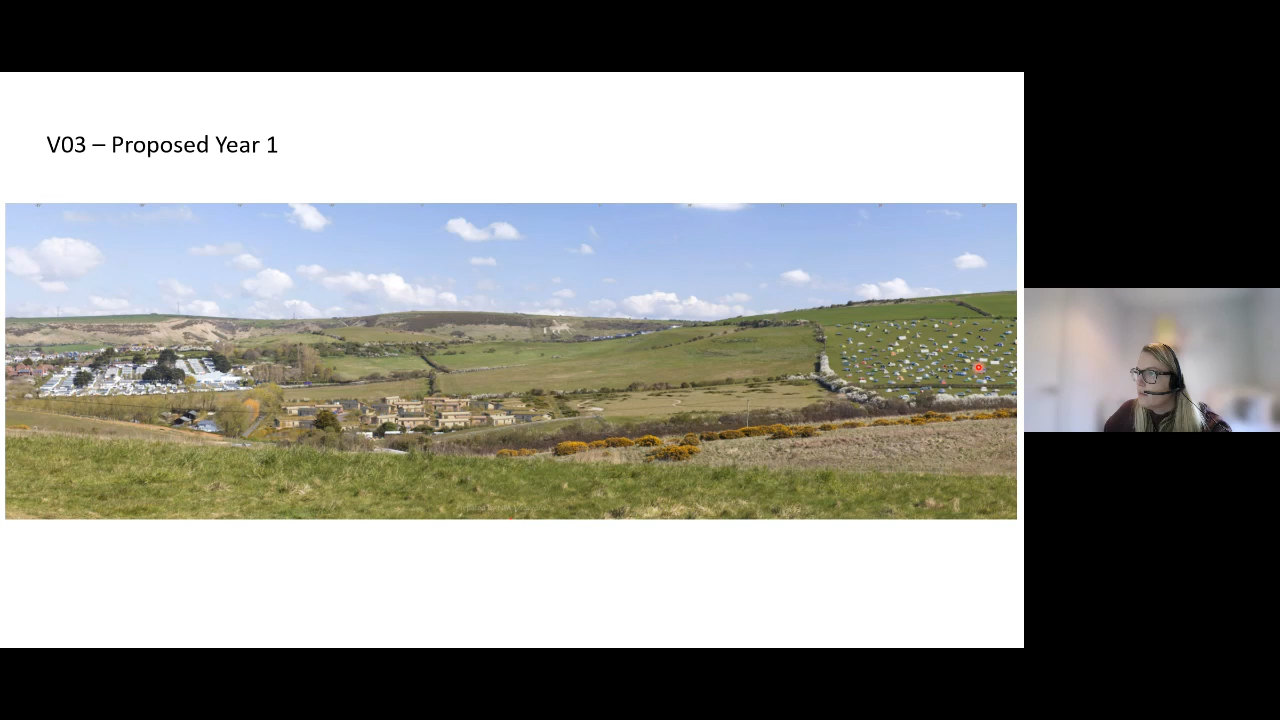 V03 – Proposed Year 1